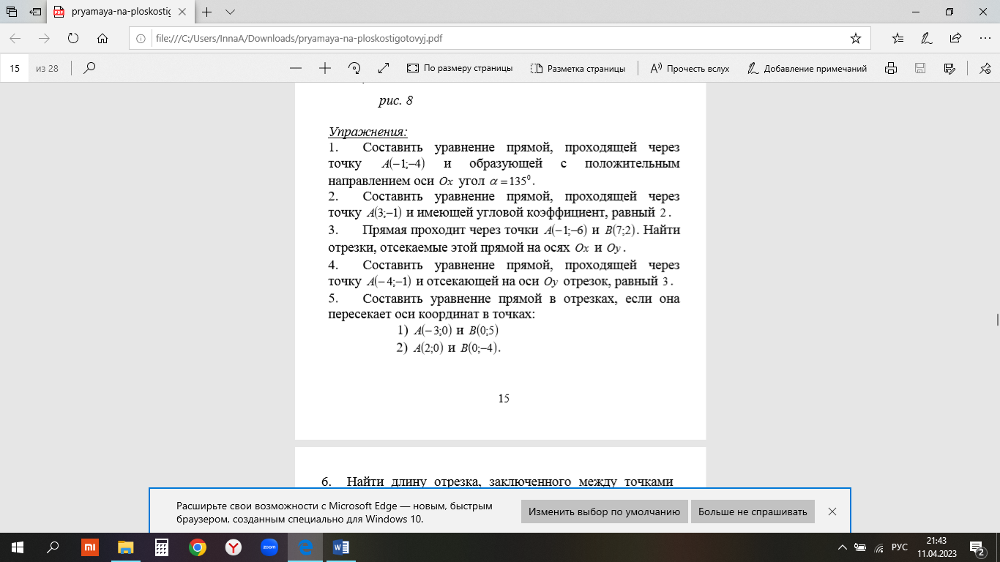 pryamaya-na-ploskostig
file:///C:/Users/InnaA/Downloads/pryamaya-na-ploskostigotovyj.pdf
15 из 28 По размеру страницы Разметка страницы Прочесть вслух Добавление примечаний
рис. 8
Упражнения:
1. Составить уравнение прямой, проходящей через
точку A(−1;−4) и образующей с положительным
направлением оси Ox угол α = 135⁰.
2. Составить уравнение прямой, проходящей через
точку A(3;−1) и имеющей угловой коэффициент, равный 2.
3. Прямая проходит через точки A(−1;−6) и B(7;2). Найти
отрезки, отсекаемые этой прямой на осях Ox и Oy.
4. Составить уравнение прямой, проходящей через
точку A(−4;−1) и отсекающей на оси Oy отрезок, равный 3.
5. Составить уравнение прямой в отрезках, если она
пересекает оси координат в точках:
1) A(−3;0) и B(0;5)
2) A(2;0) и B(0;−4).
15
6. Найти длину отрезка, заключенного между точками
Расширьте свои возможности с Microsoft Edge — новым, быстрым
браузером, созданным специально для Windows 10.
Изменить выбор по умолчанию Больше не спрашивать
mi
zoom
РУС
21:43
11.04.2023
2